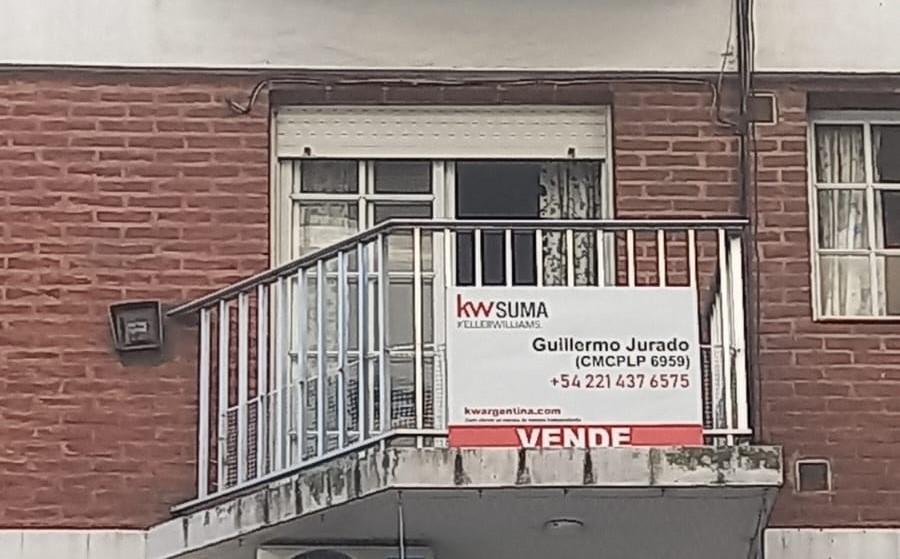 kw SUMA
KELLERWILLIAMS.
Guillermo Jurado
(CMCPLP 6959)
+54 221 437 6575
kwargentina.com
VENDE